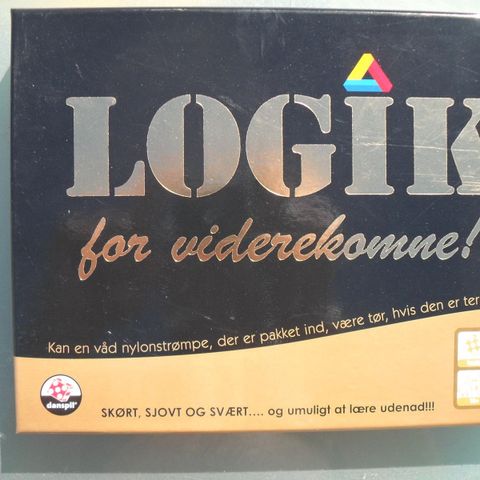 LOGIK
for viderekomne!
Kan en våd nylonstrømpe, der er pakket ind, være tør, hvis den er ter
danspil
SKØRT, SJOVT OG SVÆRT.... og umuligt at lære udenad!!!